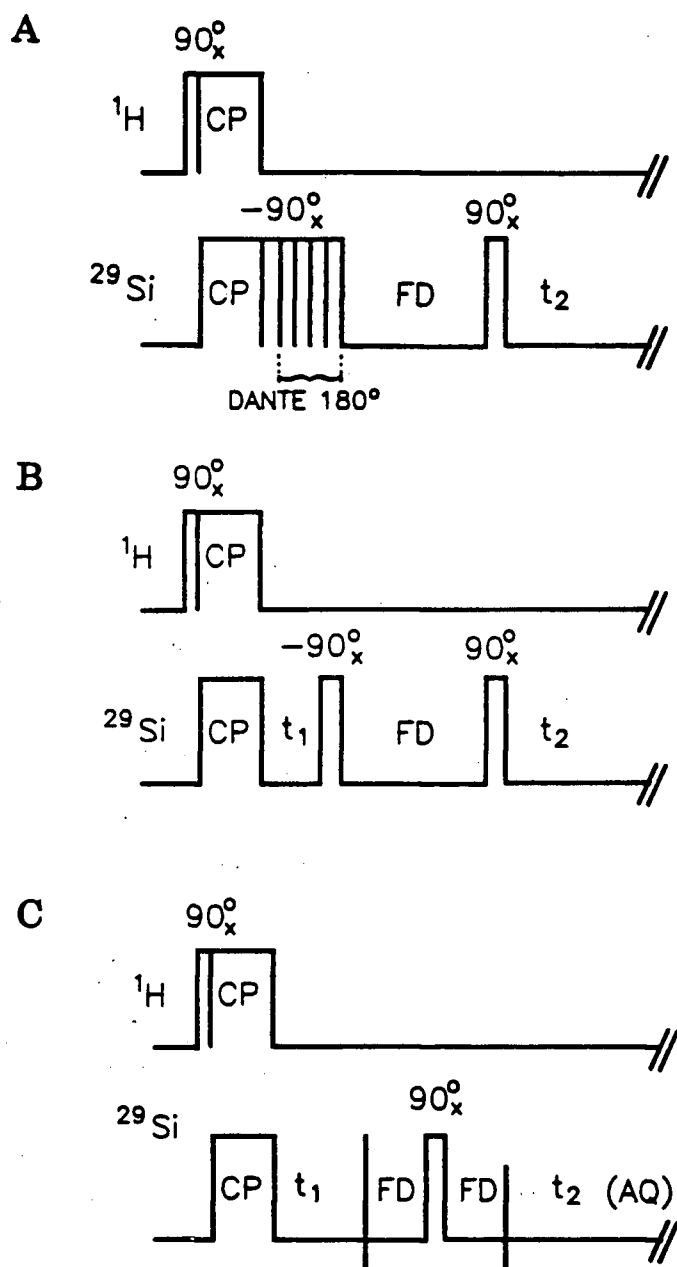 A
90°x
1H
CP
−90°x
90°x
29Si
CP
FD
t2
DANTE 180°
B
90°x
1H
CP
−90°x
90°x
29Si
CP
t1
FD
t2
C
90°x
1H
CP
90°x
29Si
CP
t1
FD
FD
t2 (AQ)